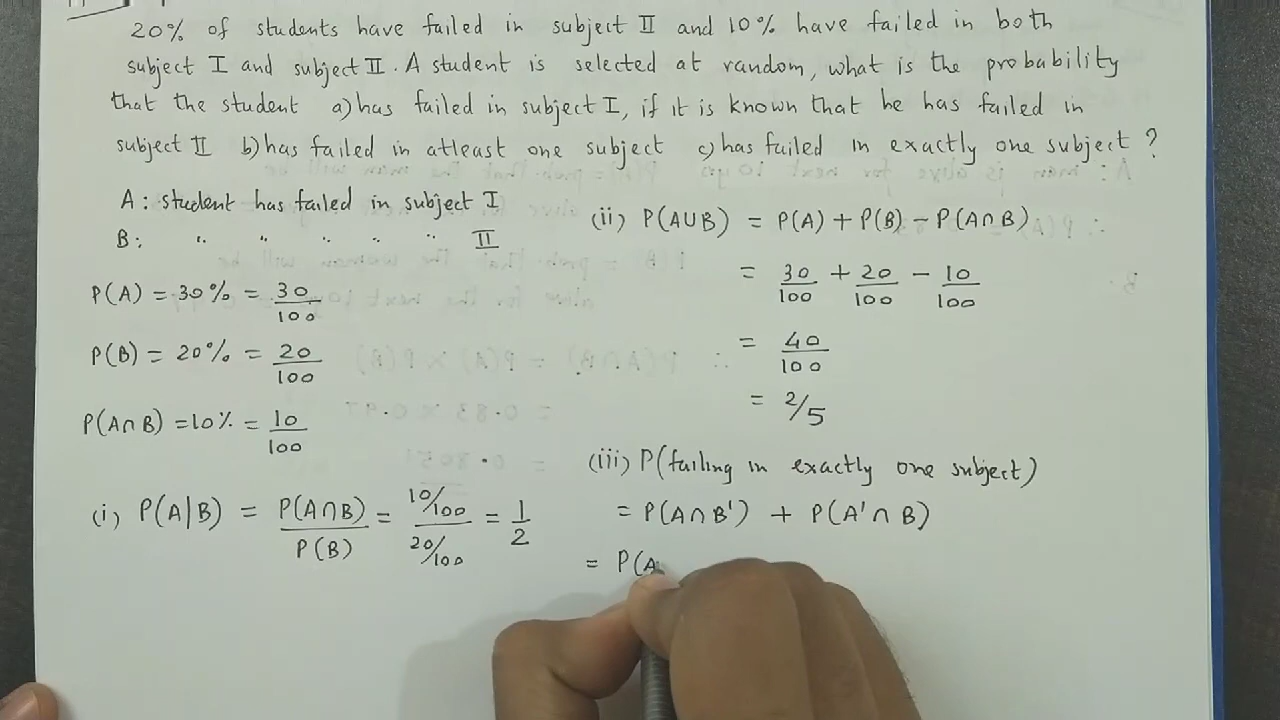 20% of students have failed in subject II and 10% have failed in both
subject I and subject II. A student is selected at random, what is the probability
that the student a) has failed in subject I, if it is known that he has failed in
subject II b) has failed in atleast one subject c) has failed in exactly one subject ?
A : student has failed in subject I
B : " " " " " II
P(A) = 30% = 30/100
P(B) = 20% = 20/100
P(A∩B) = 10% = 10/100
(i) P(A|B) = P(A∩B)/P(B) = (10/100)/(20/100) = 1/2
(ii) P(A∪B) = P(A) + P(B) - P(A∩B)
= 30/100 + 20/100 - 10/100
= 40/100
= 2/5
(iii) P(failing in exactly one subject)
= P(A∩B') + P(A'∩B)
= P(A